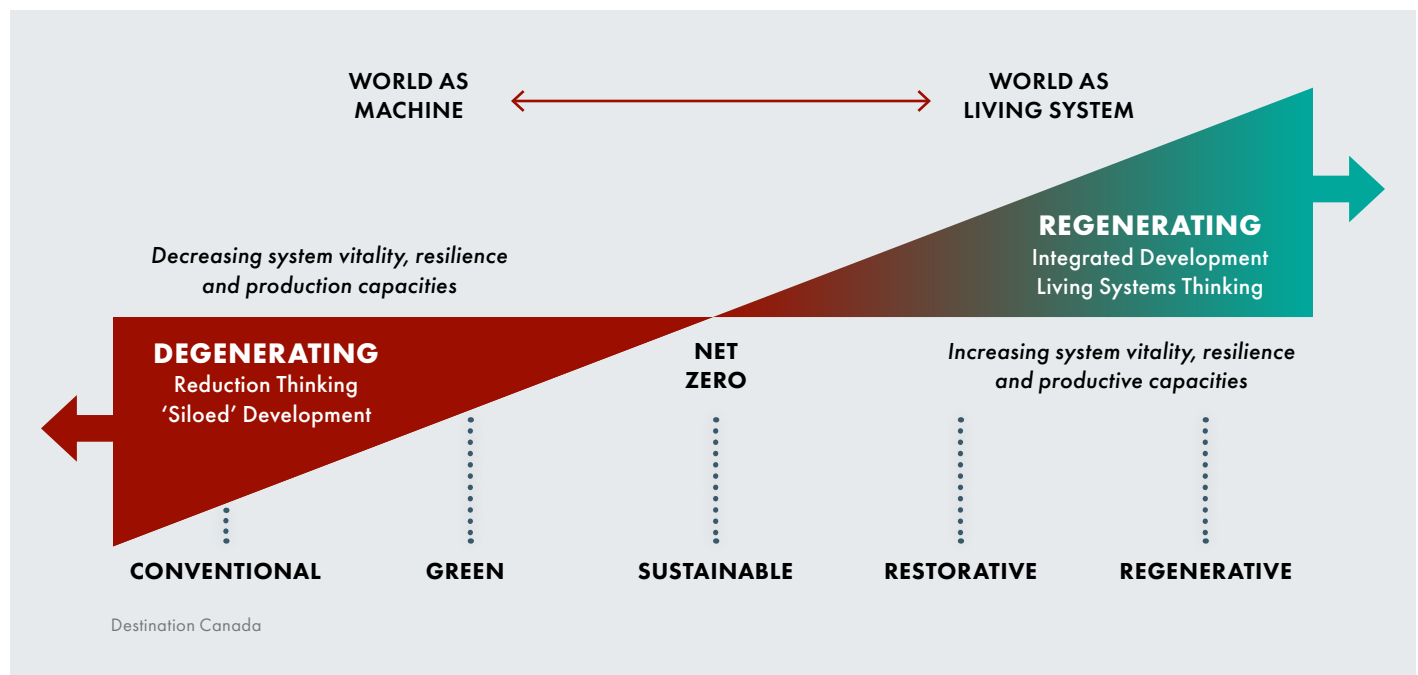 WORLD AS
MACHINE
WORLD AS
LIVING SYSTEM
Decreasing system vitality, resilience
and production capacities
REGENERATING
Integrated Development
Living Systems Thinking
DEGENERATING
Reduction Thinking
‘Siloed’ Development
NET
ZERO
Increasing system vitality, resilience
and productive capacities
CONVENTIONAL
GREEN
SUSTAINABLE
RESTORATIVE
REGENERATIVE
Destination Canada